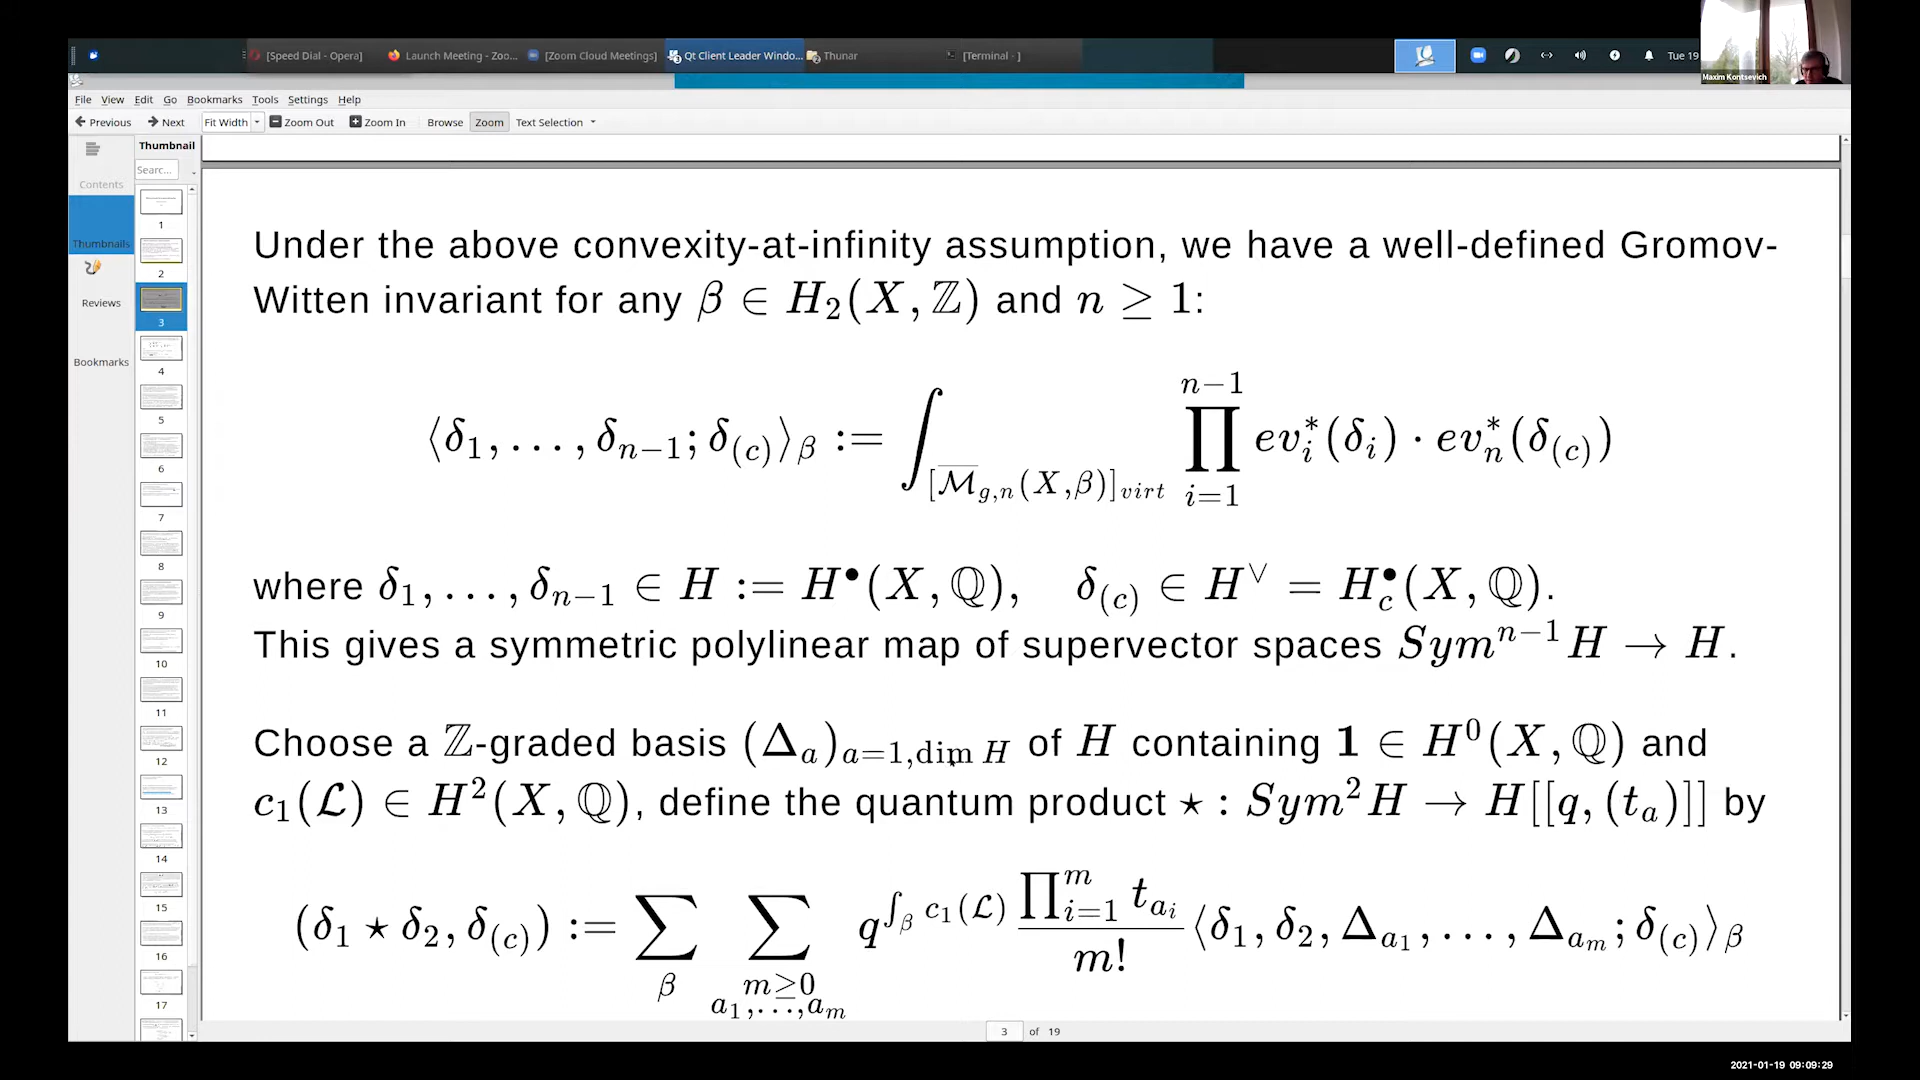 [Speed Dial - Opera] Launch Meeting - Zoo... [Zoom Cloud Meetings] Qt Client Leader Windo... Thunar [Terminal - ] Tue 19
Maxim Kontsevich
File View Edit Go Bookmarks Tools Settings Help
Previous Next Fit Width Zoom Out Zoom In Browse Zoom Text Selection
Contents
Thumbnails
Reviews
Bookmarks
Thumbnail
Searc...
1
2
3
4
5
6
7
8
9
10
11
12
13
14
15
16
17
Under the above convexity-at-infinity assumption, we have a well-defined Gromov-
Witten invariant for any β ∈ H₂(X, ℤ) and n ≥ 1:
⟨δ₁, . . . , δₙ₋₁; δ₍c₎⟩_β := ∫_{[\overline{ℳ}_{g,n}(X,β)]_{virt}} ∏_{i=1}^{n−1} ev_i^*(δ_i) · ev_n^*(δ_{(c)})
where δ₁, . . . , δₙ₋₁ ∈ H := H^•(X, ℚ), δ_{(c)} ∈ H^∨ = H_c^•(X, ℚ).
This gives a symmetric polylinear map of supervector spaces Sym^{n−1} H → H.
Choose a ℤ-graded basis (Δ_a)_{a=1,dim H} of H containing 𝟏 ∈ H⁰(X, ℚ) and
c₁(ℒ) ∈ H²(X, ℚ), define the quantum product ⋆ : Sym² H → H[[q, (t_a)]] by
(δ₁ ⋆ δ₂, δ_{(c)}) := ∑_β ∑_{m≥0 a₁,...,a_m} q^{∫_β c₁(ℒ)} \frac{∏_{i=1}^m t_{a_i}}{m!} ⟨δ₁, δ₂, Δ_{a₁}, . . . , Δ_{a_m}; δ_{(c)}⟩_β
3 of 19
2021-01-19 09:09:29